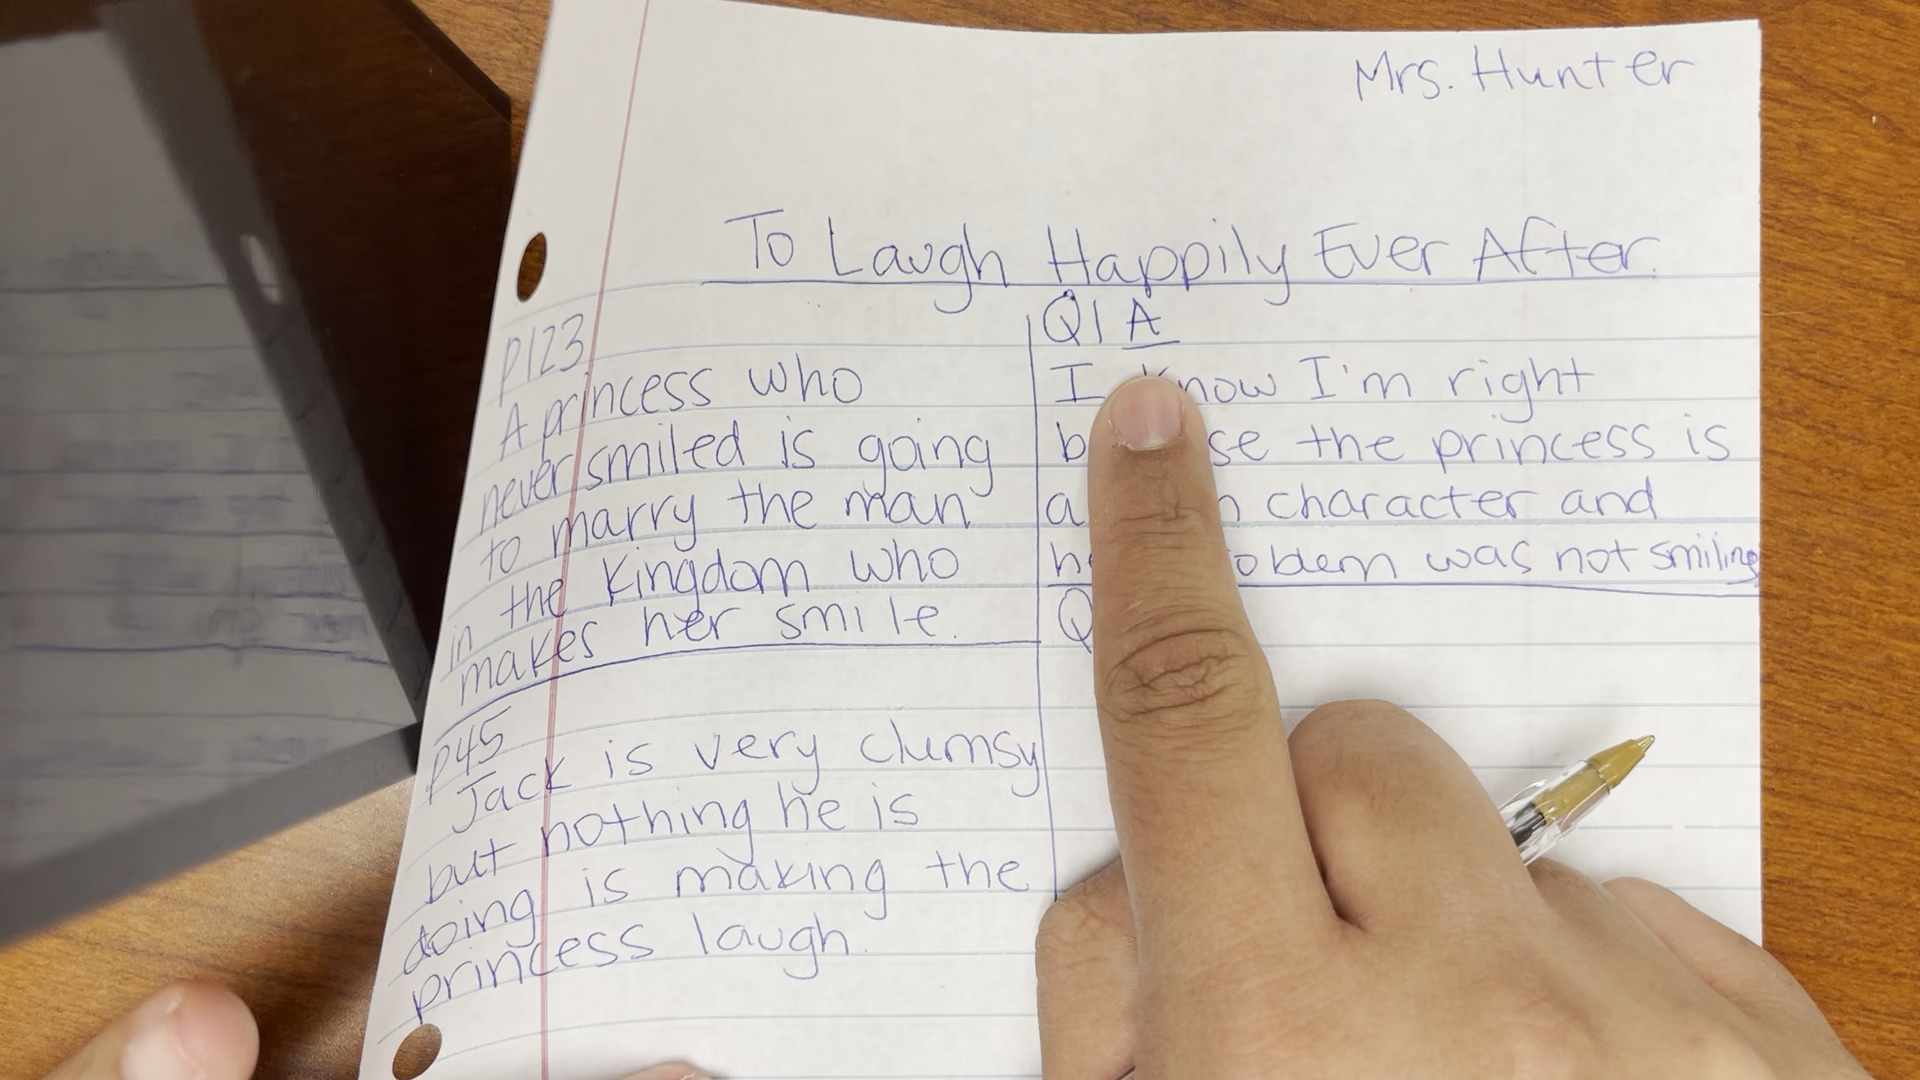 Mrs. Hunter
To Laugh Happily Ever After.
P123
A princess who
never smiled is going
to marry the man
in the kingdom who
makes her smile.
P45
Jack is very clumsy
but nothing he is
doing is making the
princess laugh.
Q1 A
I know I'm right
the princess is
character and
was not smiling
Q